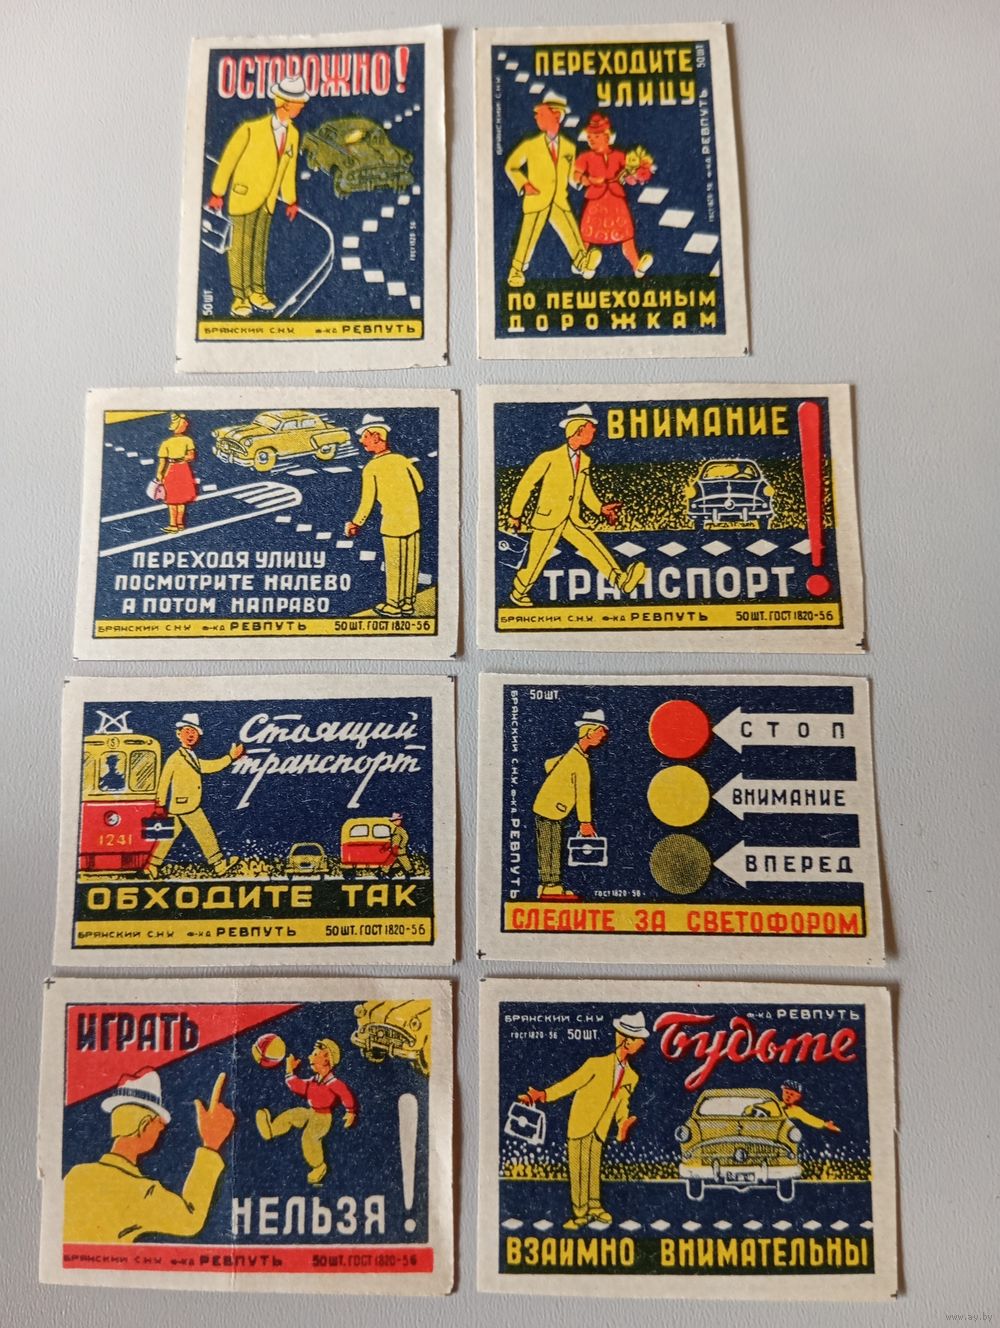 ОСТОРОЖНО!
ГОСТ 1820-56
50 ШТ.
БРЯНСКИЙ С.Н.Х. Ф-КА РЕВПУТЬ
ПЕРЕХОДИТЕ
УЛИЦУ
50 ШТ.
БРЯНСКИЙ С.Н.Х.
ГОСТ 1820-56 Ф-КА РЕВПУТЬ
ПО ПЕШЕХОДНЫМ
ДОРОЖКАМ
ПЕРЕХОДЯ УЛИЦУ
ПОСМОТРИТЕ НАЛЕВО
А ПОТОМ НАПРАВО
БРЯНСКИЙ С.Н.Х. Ф-КА РЕВПУТЬ 50 ШТ. ГОСТ 1820-56
ВНИМАНИЕ
ТРАНСПОРТ!
БРЯНСКИЙ С.Н.Х. Ф-КА РЕВПУТЬ 50 ШТ. ГОСТ 1820-56
5
Стоящий
транспорт
1241
ОБХОДИТЕ ТАК
БРЯНСКИЙ С.Н.Х. Ф-КА РЕВПУТЬ 50 ШТ. ГОСТ 1820-56
50 ШТ.
БРЯНСКИЙ С.Н.Х. Ф-КА РЕВПУТЬ
СТОП
ВНИМАНИЕ
ВПЕРЕД
ГОСТ 1820-56
СЛЕДИТЕ ЗА СВЕТОФОРОМ
ИГРАТЬ
НЕЛЬЗЯ!
БРЯНСКИЙ С.Н.Х. Ф-КА РЕВПУТЬ 50 ШТ. ГОСТ 1820-56
БРЯНСКИЙ С.Н.Х. Ф-КА РЕВПУТЬ
ГОСТ 1820-56 50 ШТ.
Будьте
ВЗАИМНО ВНИМАТЕЛЬНЫ
www.ay.by